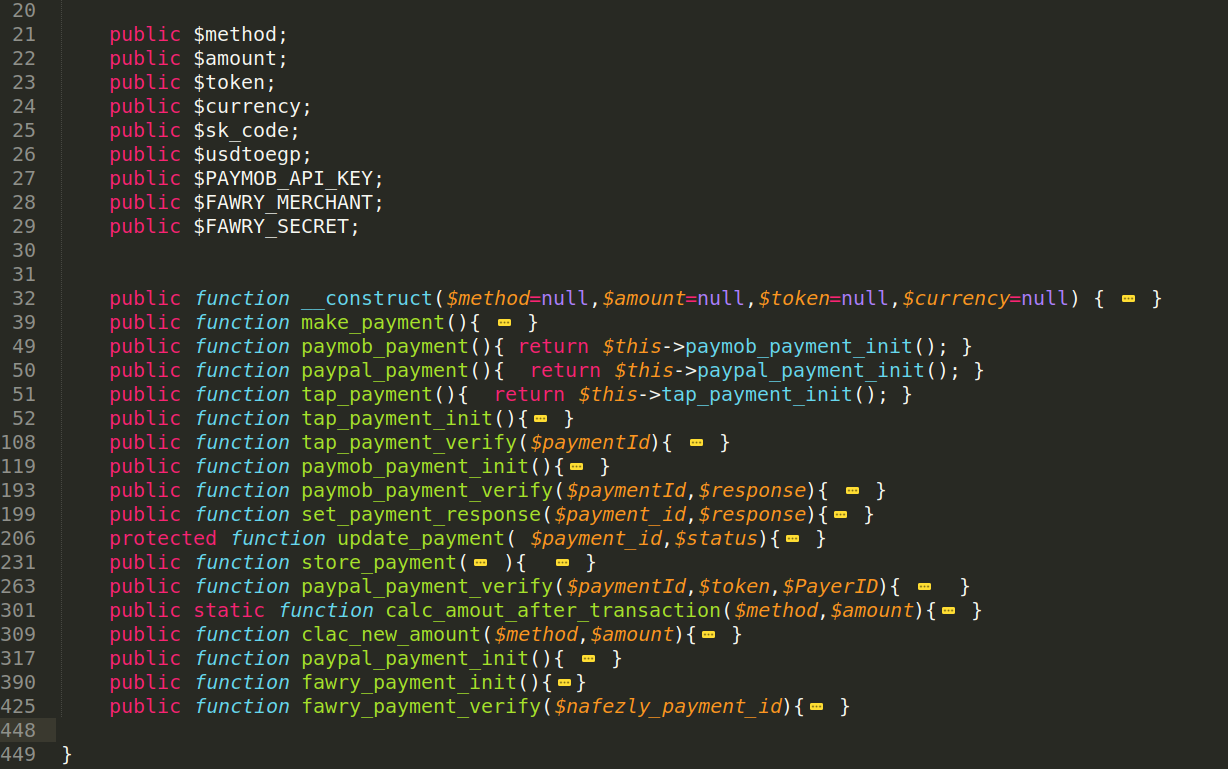 20
21 public $method;
22 public $amount;
23 public $token;
24 public $currency;
25 public $sk_code;
26 public $usdtoegp;
27 public $PAYMOB_API_KEY;
28 public $FAWRY_MERCHANT;
29 public $FAWRY_SECRET;
30
31
32 public function __construct($method=null,$amount=null,$token=null,$currency=null) { ... }
39 public function make_payment(){ ... }
49 public function paymob_payment(){ return $this->paymob_payment_init(); }
50 public function paypal_payment(){ return $this->paypal_payment_init(); }
51 public function tap_payment(){ return $this->tap_payment_init(); }
52 public function tap_payment_init(){... }
108 public function tap_payment_verify($paymentId){ ... }
119 public function paymob_payment_init(){... }
193 public function paymob_payment_verify($paymentId,$response){ ... }
199 public function set_payment_response($payment_id,$response){... }
206 protected function update_payment( $payment_id,$status){... }
231 public function store_payment(... ){ ... }
263 public function paypal_payment_verify($paymentId,$token,$PayerID){ ... }
301 public static function calc_amout_after_transaction($method,$amount){... }
309 public function clac_new_amount($method,$amount){... }
317 public function paypal_payment_init(){ ... }
390 public function fawry_payment_init(){...}
425 public function fawry_payment_verify($nafezly_payment_id){... }
448
449 }